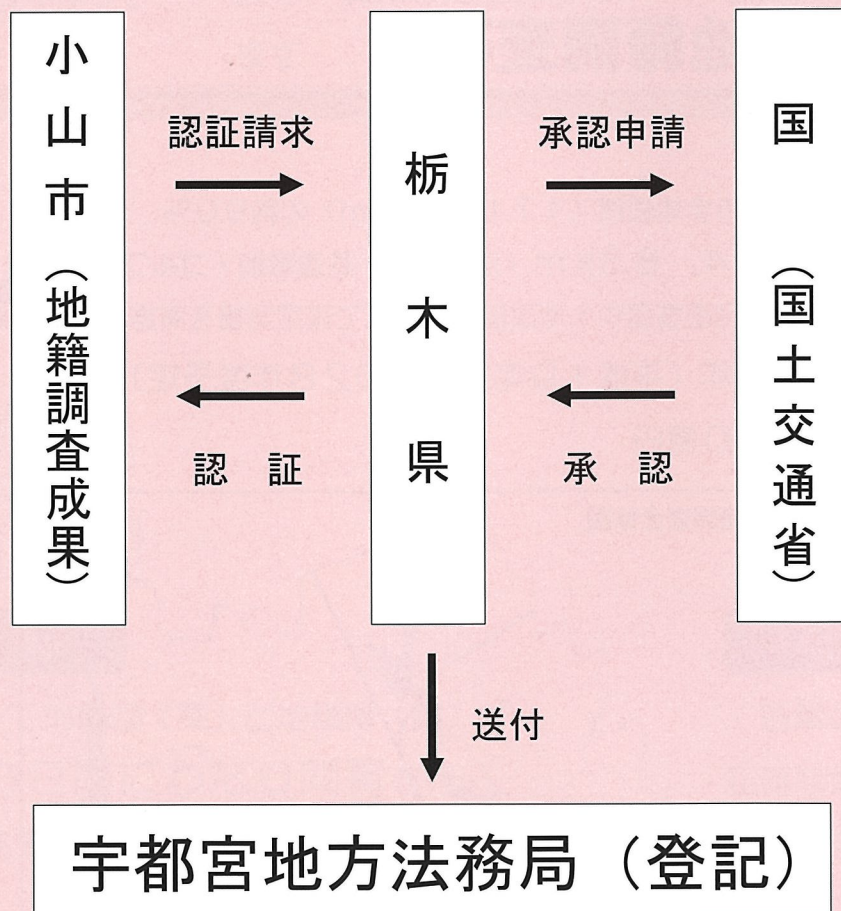 小山市（地籍調査成果）
認証請求
認　証
栃木県
承認申請
承　認
国　（国土交通省）
送付
宇都宮地方法務局（登記）